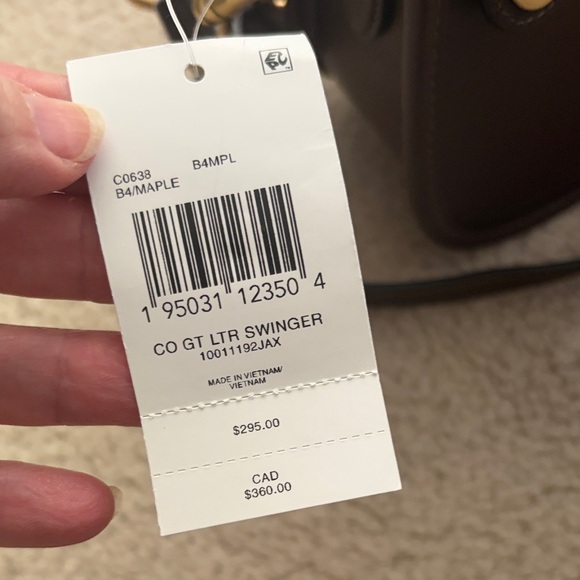 C0638 B4MPL
B4/MAPLE
1 95031 12350 4
CO GT LTR SWINGER
10011192JAX
MADE IN VIETNAM/
VIETNAM
$295.00
CAD
$360.00